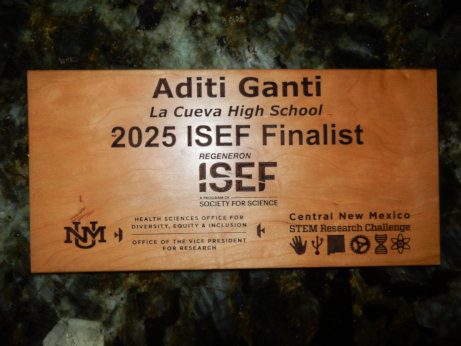 Aditi Ganti
La Cueva High School
2025 ISEF Finalist
REGENERON
ISEF
A PROGRAM OF
SOCIETY FOR SCIENCE
UNM
HEALTH SCIENCES OFFICE FOR
DIVERSITY, EQUITY & INCLUSION
OFFICE OF THE VICE PRESIDENT
FOR RESEARCH
Central New Mexico
STEM Research Challenge